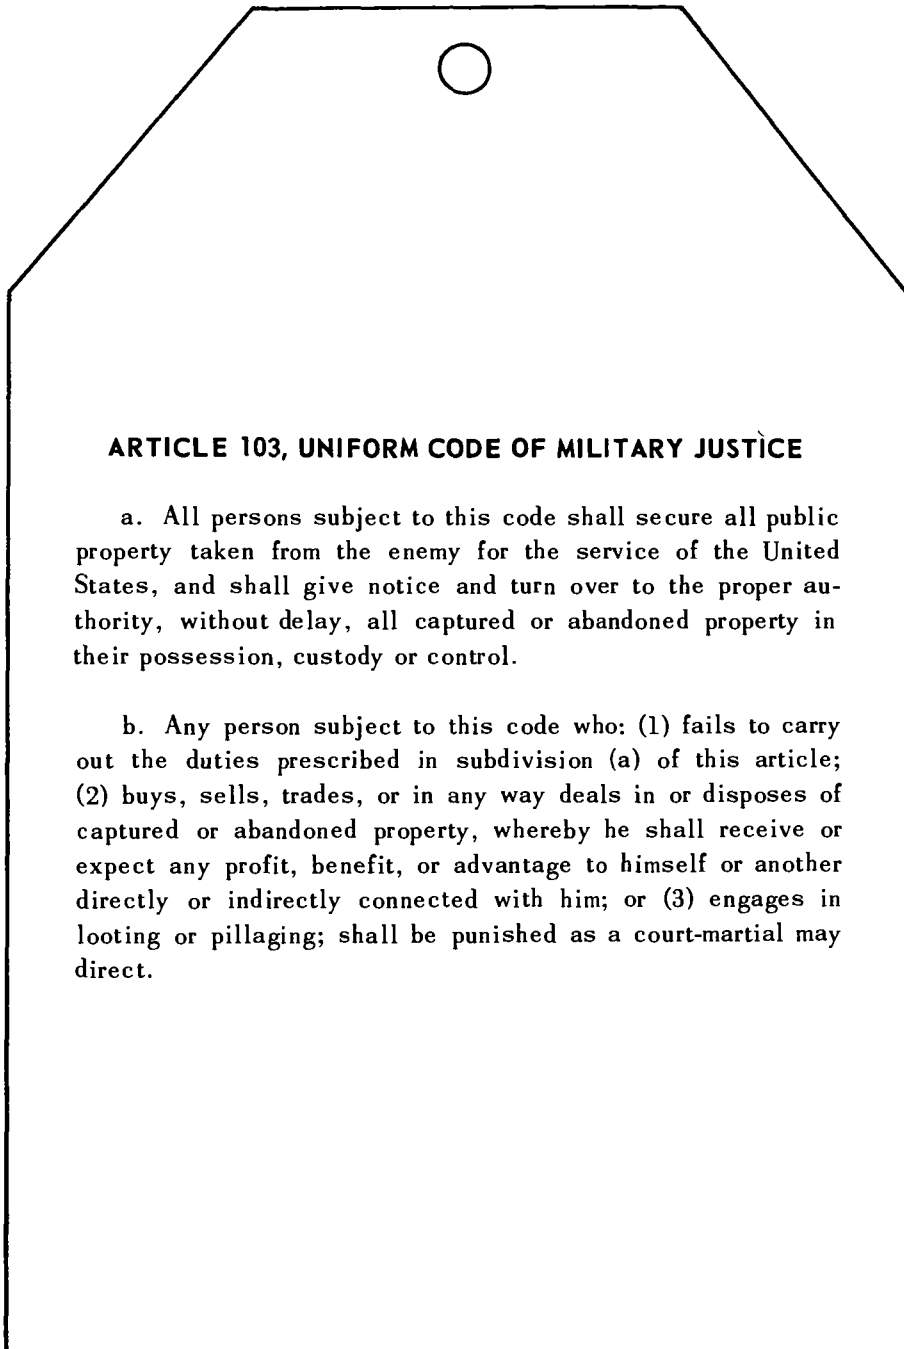 ARTICLE 103, UNIFORM CODE OF MILITARY JUSTICE
a. All persons subject to this code shall secure all public
property taken from the enemy for the service of the United
States, and shall give notice and turn over to the proper au-
thority, without delay, all captured or abandoned property in
their possession, custody or control.
b. Any person subject to this code who: (1) fails to carry
out the duties prescribed in subdivision (a) of this article;
(2) buys, sells, trades, or in any way deals in or disposes of
captured or abandoned property, whereby he shall receive or
expect any profit, benefit, or advantage to himself or another
directly or indirectly connected with him; or (3) engages in
looting or pillaging; shall be punished as a court-martial may
direct.